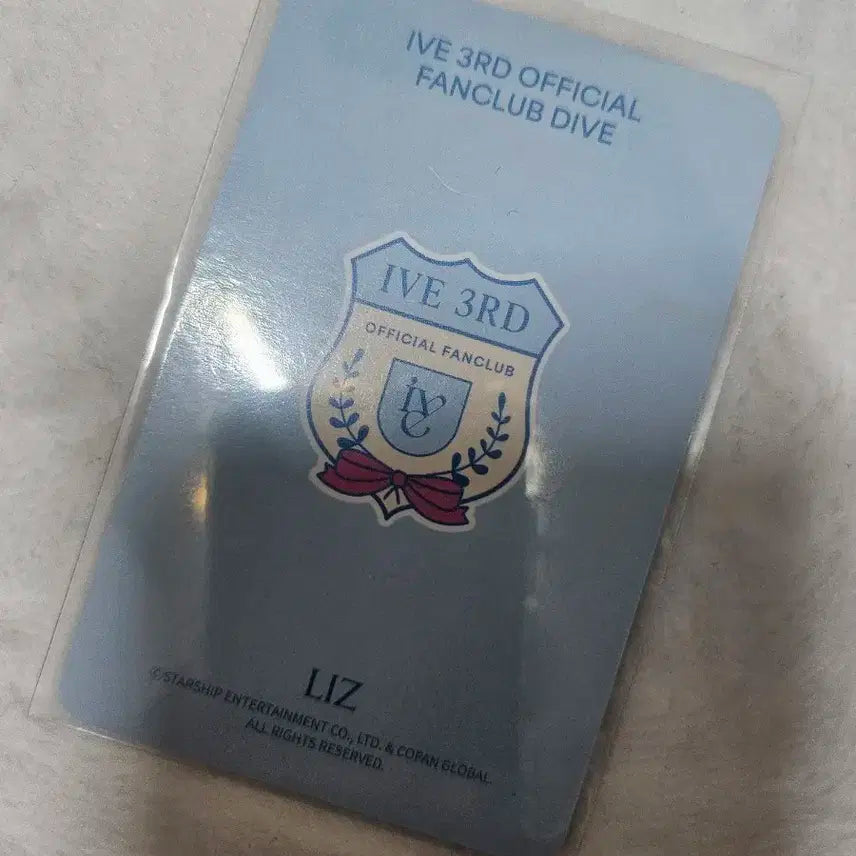 IVE 3RD OFFICIAL
FANCLUB DIVE
IVE 3RD
OFFICIAL FANCLUB
ive
LIZ
© STARSHIP ENTERTAINMENT CO., LTD. & COPAN GLOBAL.
ALL RIGHTS RESERVED.